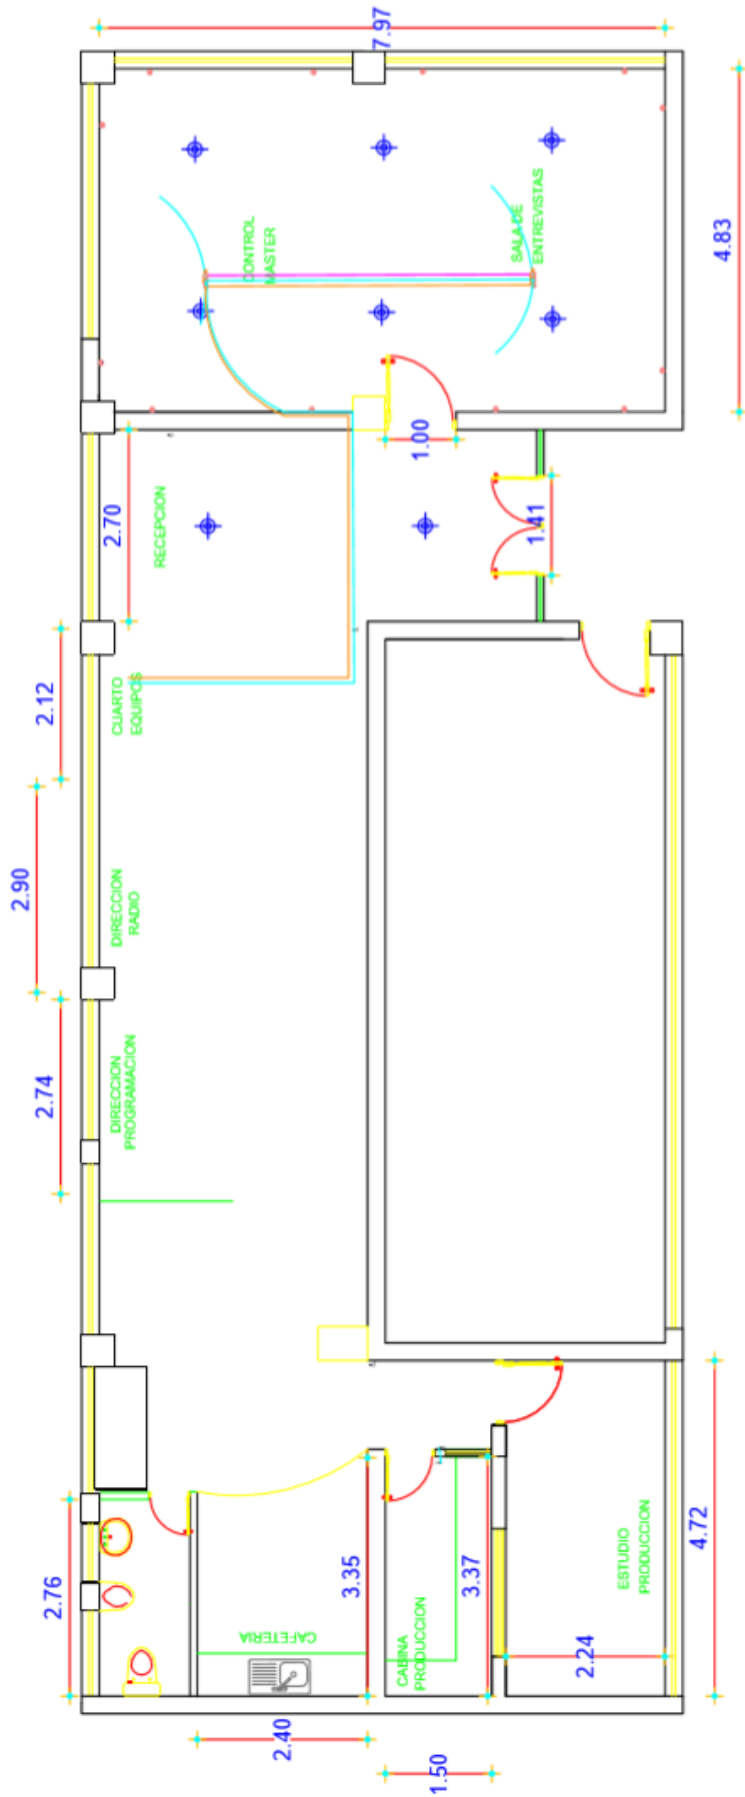 7.97
4.83
CONTROL
MASTER
SALA DE
ENTREVISTAS
1.00
2.70
RECEPCION
1.41
2.12
CUARTO
EQUIPOS
2.90
DIRECCION
RADIO
2.74
DIRECCION
PROGRAMACION
2.76
3.35
3.37
4.72
CAFETERIA
CABINA
PRODUCCION
ESTUDIO
PRODUCCION
2.24
2.40
1.50